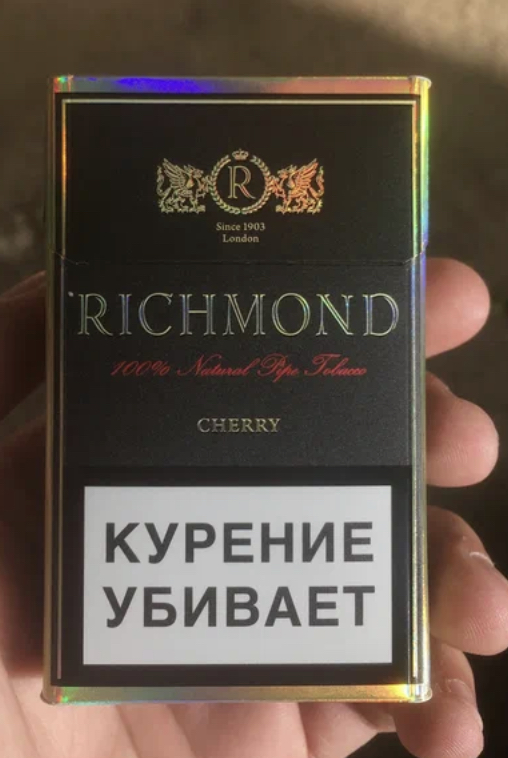 R
Since 1903
London
RICHMOND
100% Natural Pipe Tobacco
CHERRY
КУРЕНИЕ
УБИВАЕТ